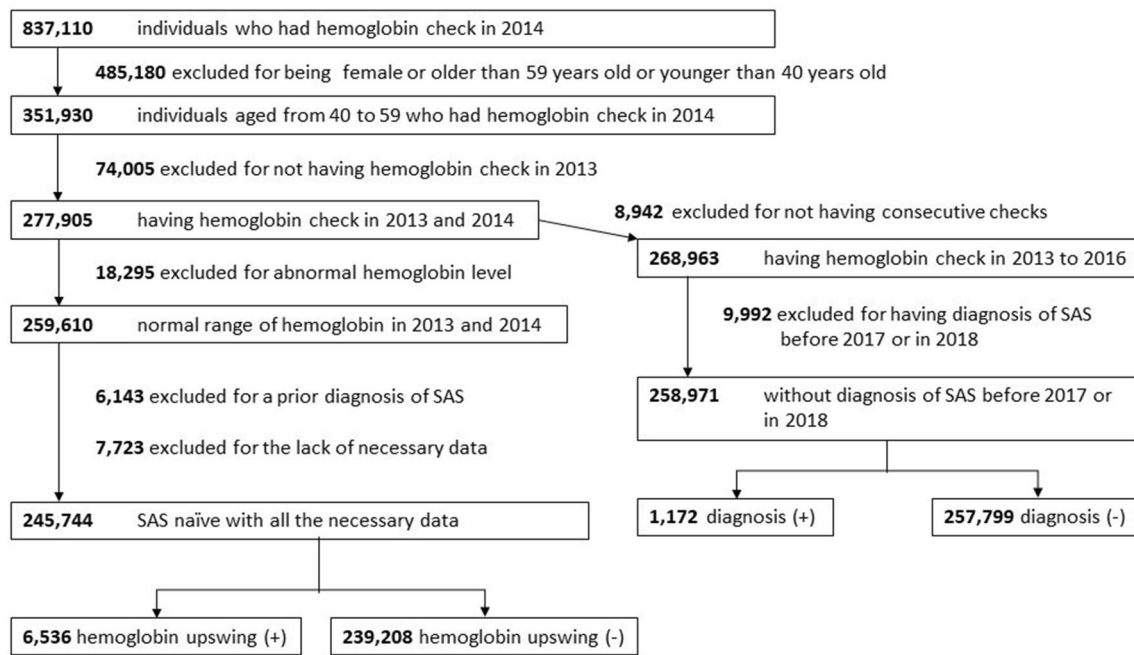 837,110 individuals who had hemoglobin check in 2014
485,180 excluded for being female or older than 59 years old or younger than 40 years old
351,930 individuals aged from 40 to 59 who had hemoglobin check in 2014
74,005 excluded for not having hemoglobin check in 2013
277,905 having hemoglobin check in 2013 and 2014
18,295 excluded for abnormal hemoglobin level
259,610 normal range of hemoglobin in 2013 and 2014
6,143 excluded for a prior diagnosis of SAS
7,723 excluded for the lack of necessary data
245,744 SAS naïve with all the necessary data
6,536 hemoglobin upswing (+)
239,208 hemoglobin upswing (-)
8,942 excluded for not having consecutive checks
268,963 having hemoglobin check in 2013 to 2016
9,992 excluded for having diagnosis of SAS
before 2017 or in 2018
258,971 without diagnosis of SAS before 2017 or
in 2018
1,172 diagnosis (+)
257,799 diagnosis (-)